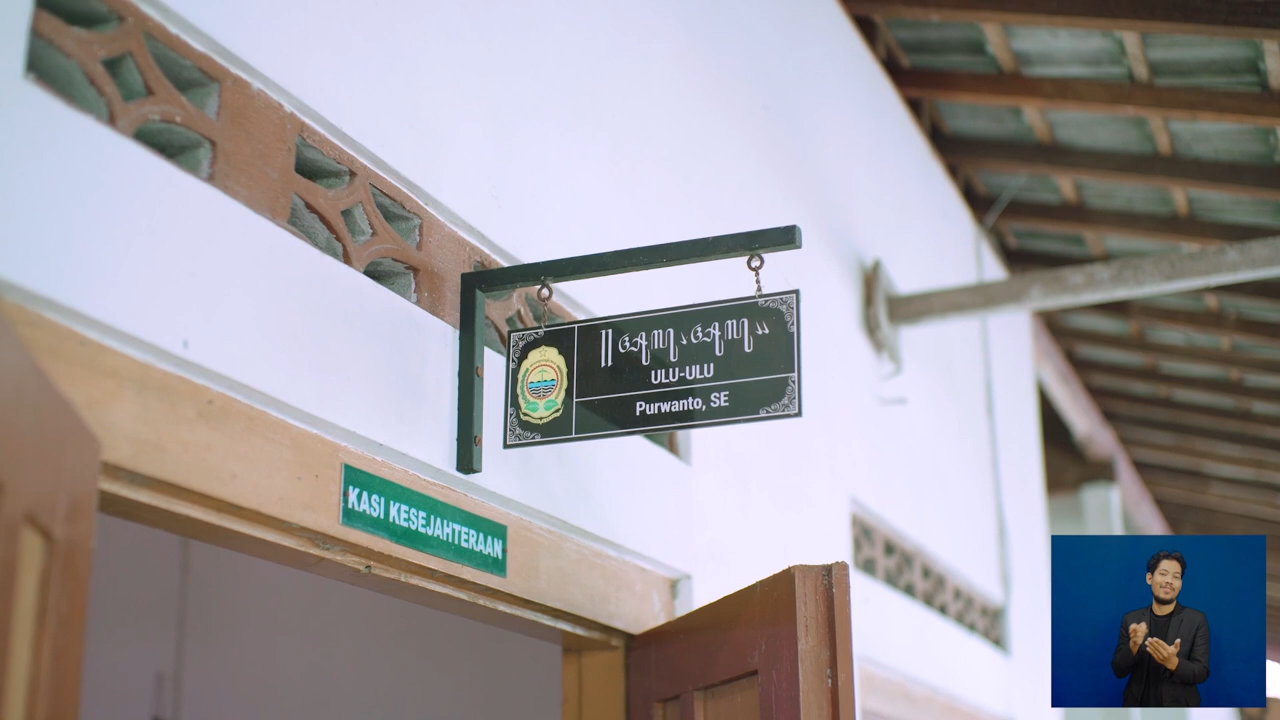 ꧋ꦈꦭꦸ꧈ꦈꦭꦸ꧉
ULU-ULU
Purwanto, SE
KASI KESEJAHTERAAN